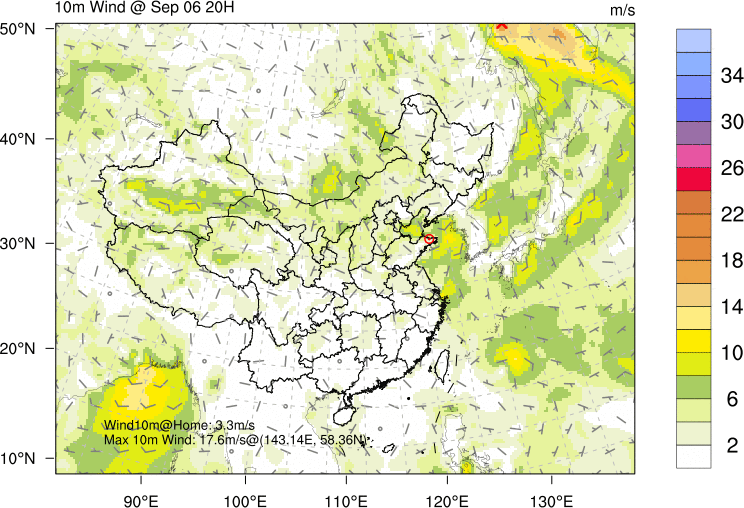 10m Wind @ Sep 06 20H
m/s
50°N
40°N
30°N
20°N
10°N
90°E
100°E
110°E
120°E
130°E
34
30
26
22
18
14
10
6
2
Wind10m@Home: 3.3m/s
Max 10m Wind: 17.6m/s@(143.14E, 58.36N)